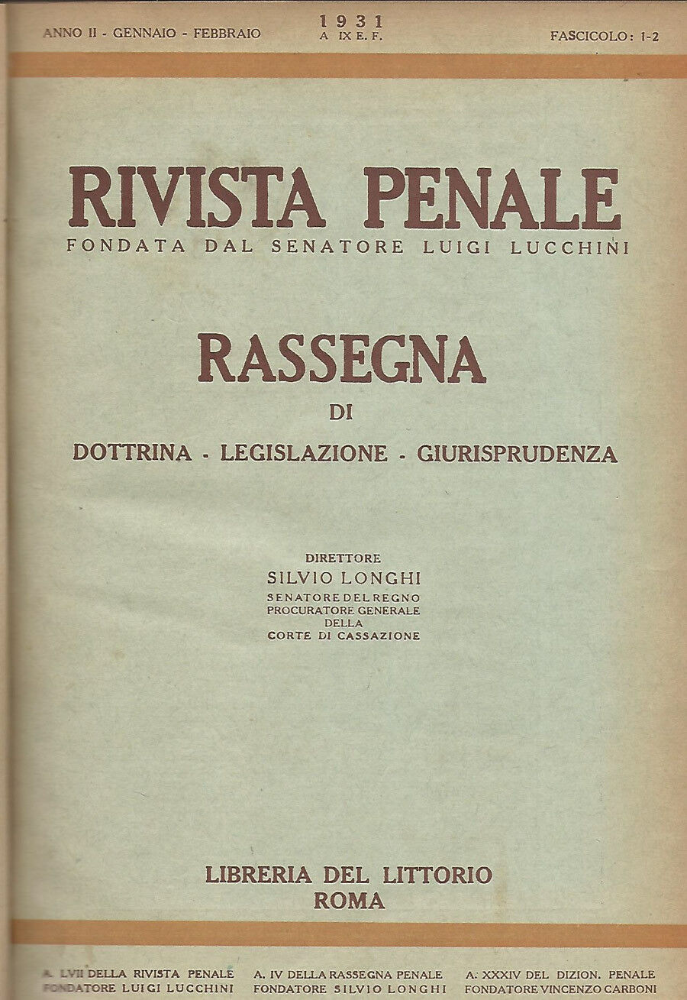 1931
ANNO II - GENNAIO - FEBBRAIO A IX E. F. FASCICOLO: 1-2
RIVISTA PENALE
FONDATA DAL SENATORE LUIGI LUCCHINI
RASSEGNA
DI
DOTTRINA - LEGISLAZIONE - GIURISPRUDENZA
DIRETTORE
SILVIO LONGHI
SENATORE DEL REGNO
PROCURATORE GENERALE
DELLA
CORTE DI CASSAZIONE
LIBRERIA DEL LITTORIO
ROMA
A. LVII DELLA RIVISTA PENALE A. IV DELLA RASSEGNA PENALE A. XXXIV DEL DIZION. PENALE
FONDATORE LUIGI LUCCHINI FONDATORE SILVIO LONGHI FONDATORE VINCENZO CARBONI